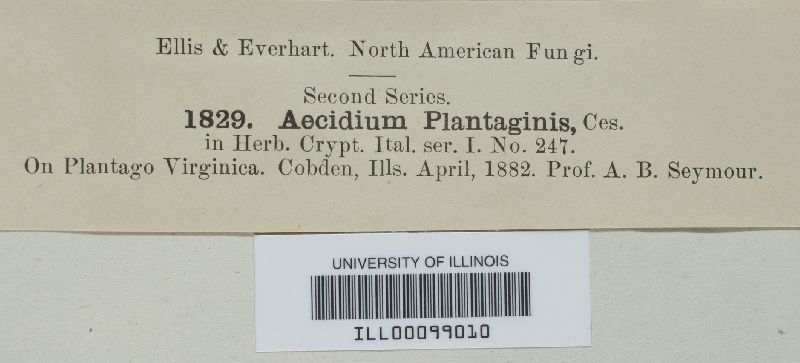 Ellis & Everhart. North American Fungi.
Second Series.
1829. Aecidium Plantaginis, Ces.
in Herb. Crypt. Ital. ser. I. No. 247.
On Plantago Virginica. Cobden, Ills. April, 1882. Prof. A. B. Seymour.
UNIVERSITY OF ILLINOIS
ILL00099010